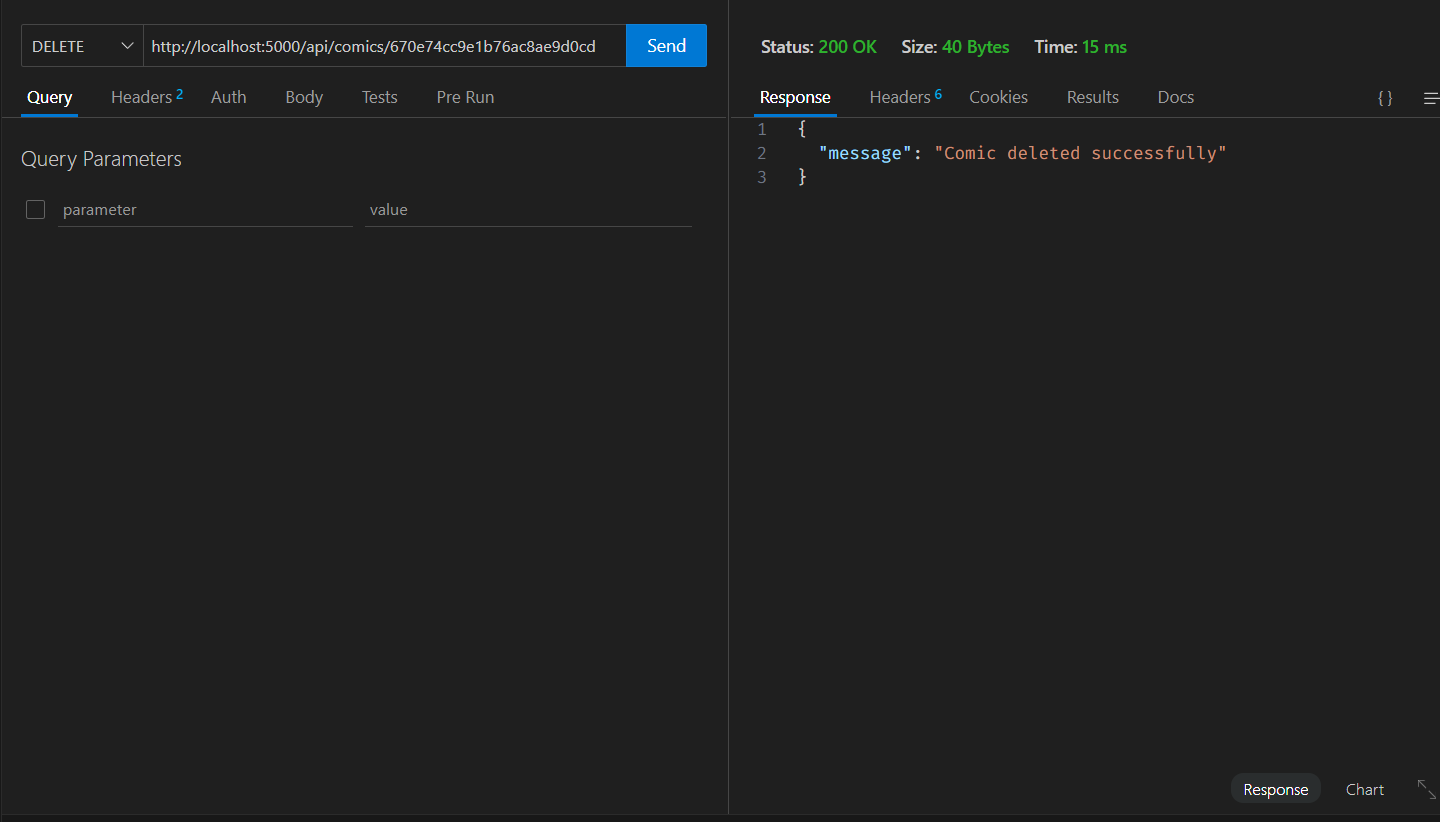 DELETE http://localhost:5000/api/comics/670e74cc9e1b76ac8ae9d0cd Send
Query Headers 2 Auth Body Tests Pre Run
Query Parameters
parameter value
Status: 200 OK Size: 40 Bytes Time: 15 ms
Response Headers 6 Cookies Results Docs { }
1 {
2 "message": "Comic deleted successfully"
3 }
Response Chart